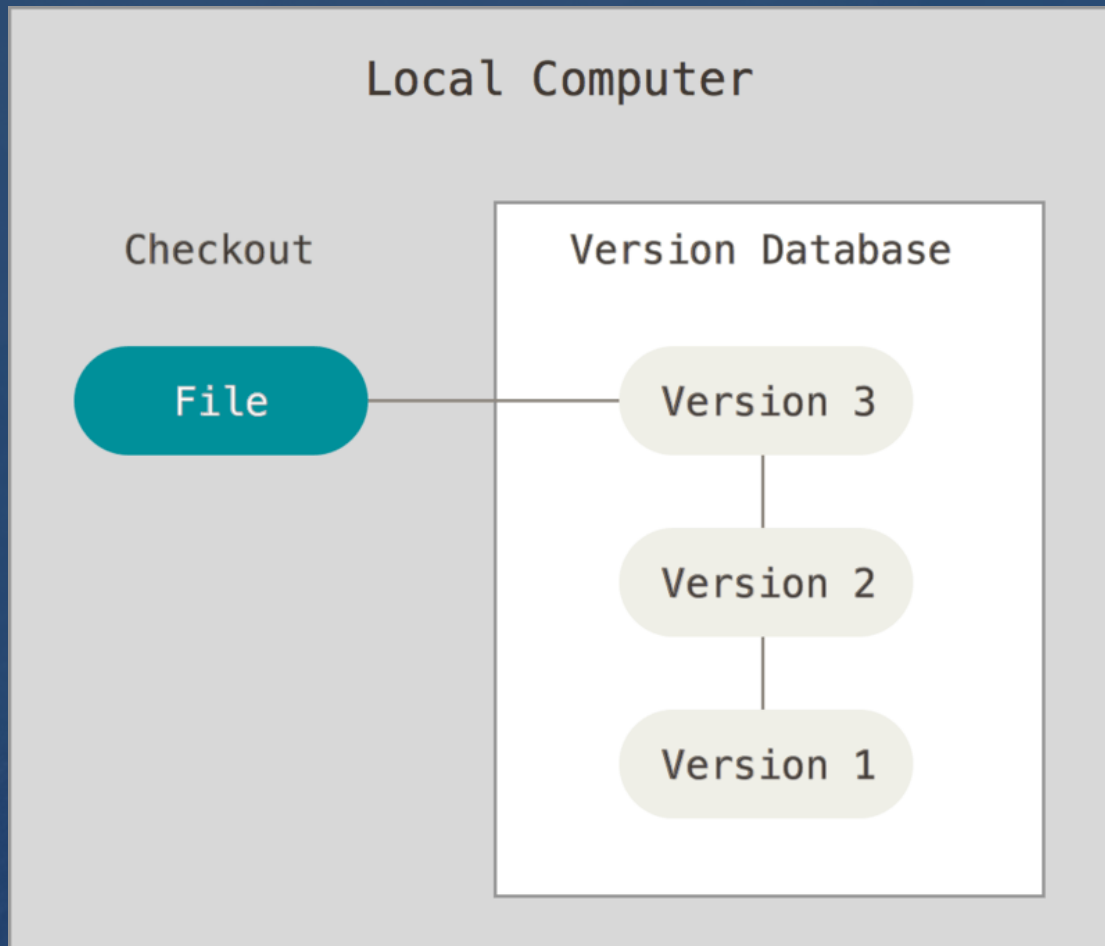 Local Computer
Checkout
Version Database
File
Version 3
Version 2
Version 1